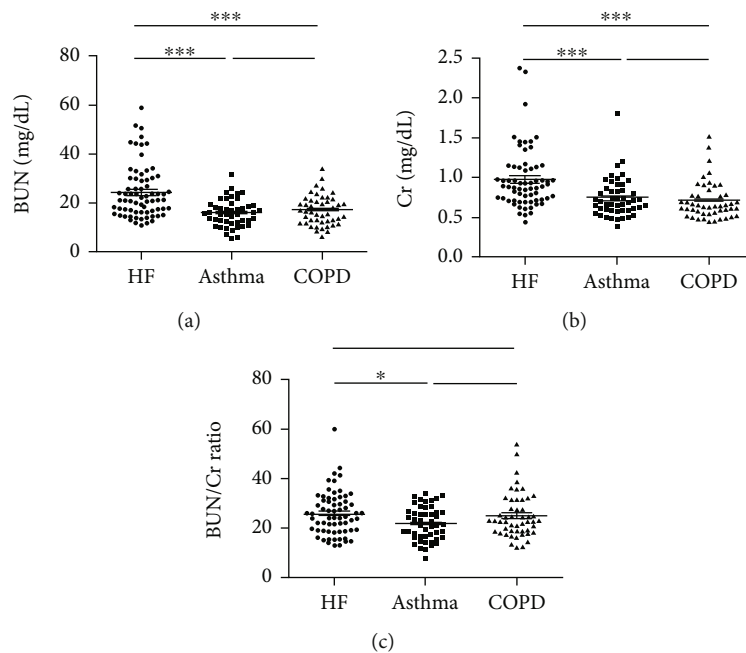 ***
***
80
60
40
20
0
BUN (mg/dL)
HF Asthma COPD
(a)
***
***
2.5
2.0
1.5
1.0
0.5
0.0
Cr (mg/dL)
HF Asthma COPD
(b)
*
80
60
40
20
0
BUN/Cr ratio
HF Asthma COPD
(c)